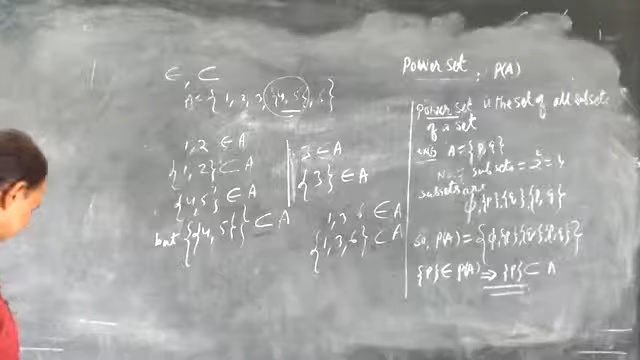 ∈, ⊂
A = { 1, 2, 3, {4, 5}, 6 }
1, 2 ∈ A
{1, 2} ⊂ A
{4, 5} ∈ A
but {{4, 5}} ⊂ A
3 ∈ A
{3} ∈ A
1, 3 6 ∈ A
{1, 3, 6} ⊂ A
Power set : P(A)
Power set is the set of all subsets
of a set
A = {p, q}
subsets = 2² = 4
subsets are
φ, {p}, {q}, {p, q}
so, P(A) = {φ, {p}, {q}, {p, q}}
{p} ∈ P(A) ⇒ {p} ⊂ A